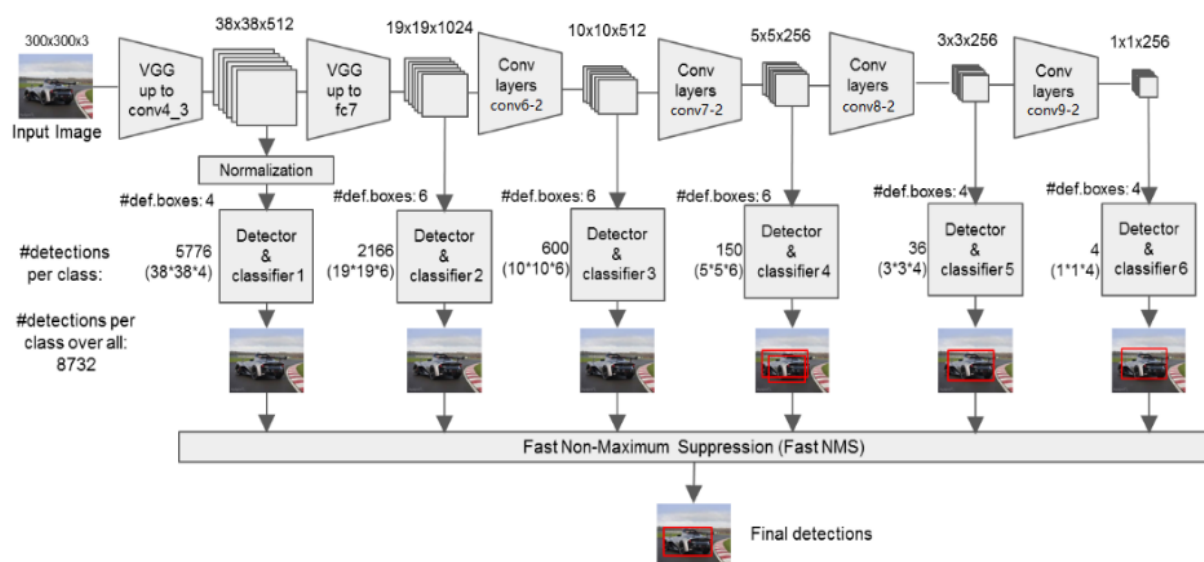 300x300x3
38x38x512
19x19x1024
10x10x512
5x5x256
3x3x256
1x1x256
Input Image
VGG
up to
conv4_3
VGG
up to
fc7
Conv
layers
conv6-2
Conv
layers
conv7-2
Conv
layers
conv8-2
Conv
layers
conv9-2
Normalization
#def.boxes: 4
#def.boxes: 6
#def.boxes: 6
#def.boxes: 6
#def.boxes: 4
#def.boxes: 4
#detections
per class:
5776
(38*38*4)
Detector
&
classifier 1
2166
(19*19*6)
Detector
&
classifier 2
600
(10*10*6)
Detector
&
classifier 3
150
(5*5*6)
Detector
&
classifier 4
36
(3*3*4)
Detector
&
classifier 5
4
(1*1*4)
Detector
&
classifier 6
#detections per
class over all:
8732
Fast Non-Maximum Suppression (Fast NMS)
Final detections